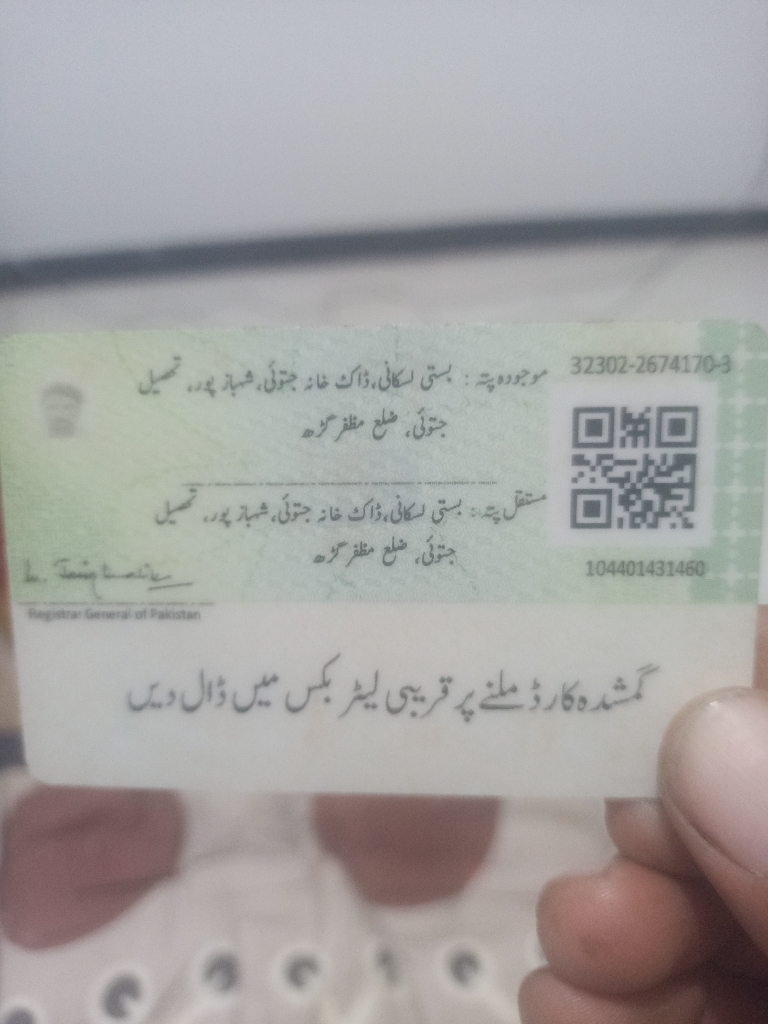 32302-2674170-3
موجودہ پتہ : بستی لسکانی، ڈاک خانہ جتوئی، شہباز پور، تحصیل
جتوئی، ضلع مظفر گڑھ
مستقل پتہ : بستی لسکانی، ڈاک خانہ جتوئی، شہباز پور، تحصیل
جتوئی، ضلع مظفر گڑھ
104401431460
Registrar General of Pakistan
گمشدہ کارڈ ملنے پر قریبی لیٹر بکس میں ڈال دیں